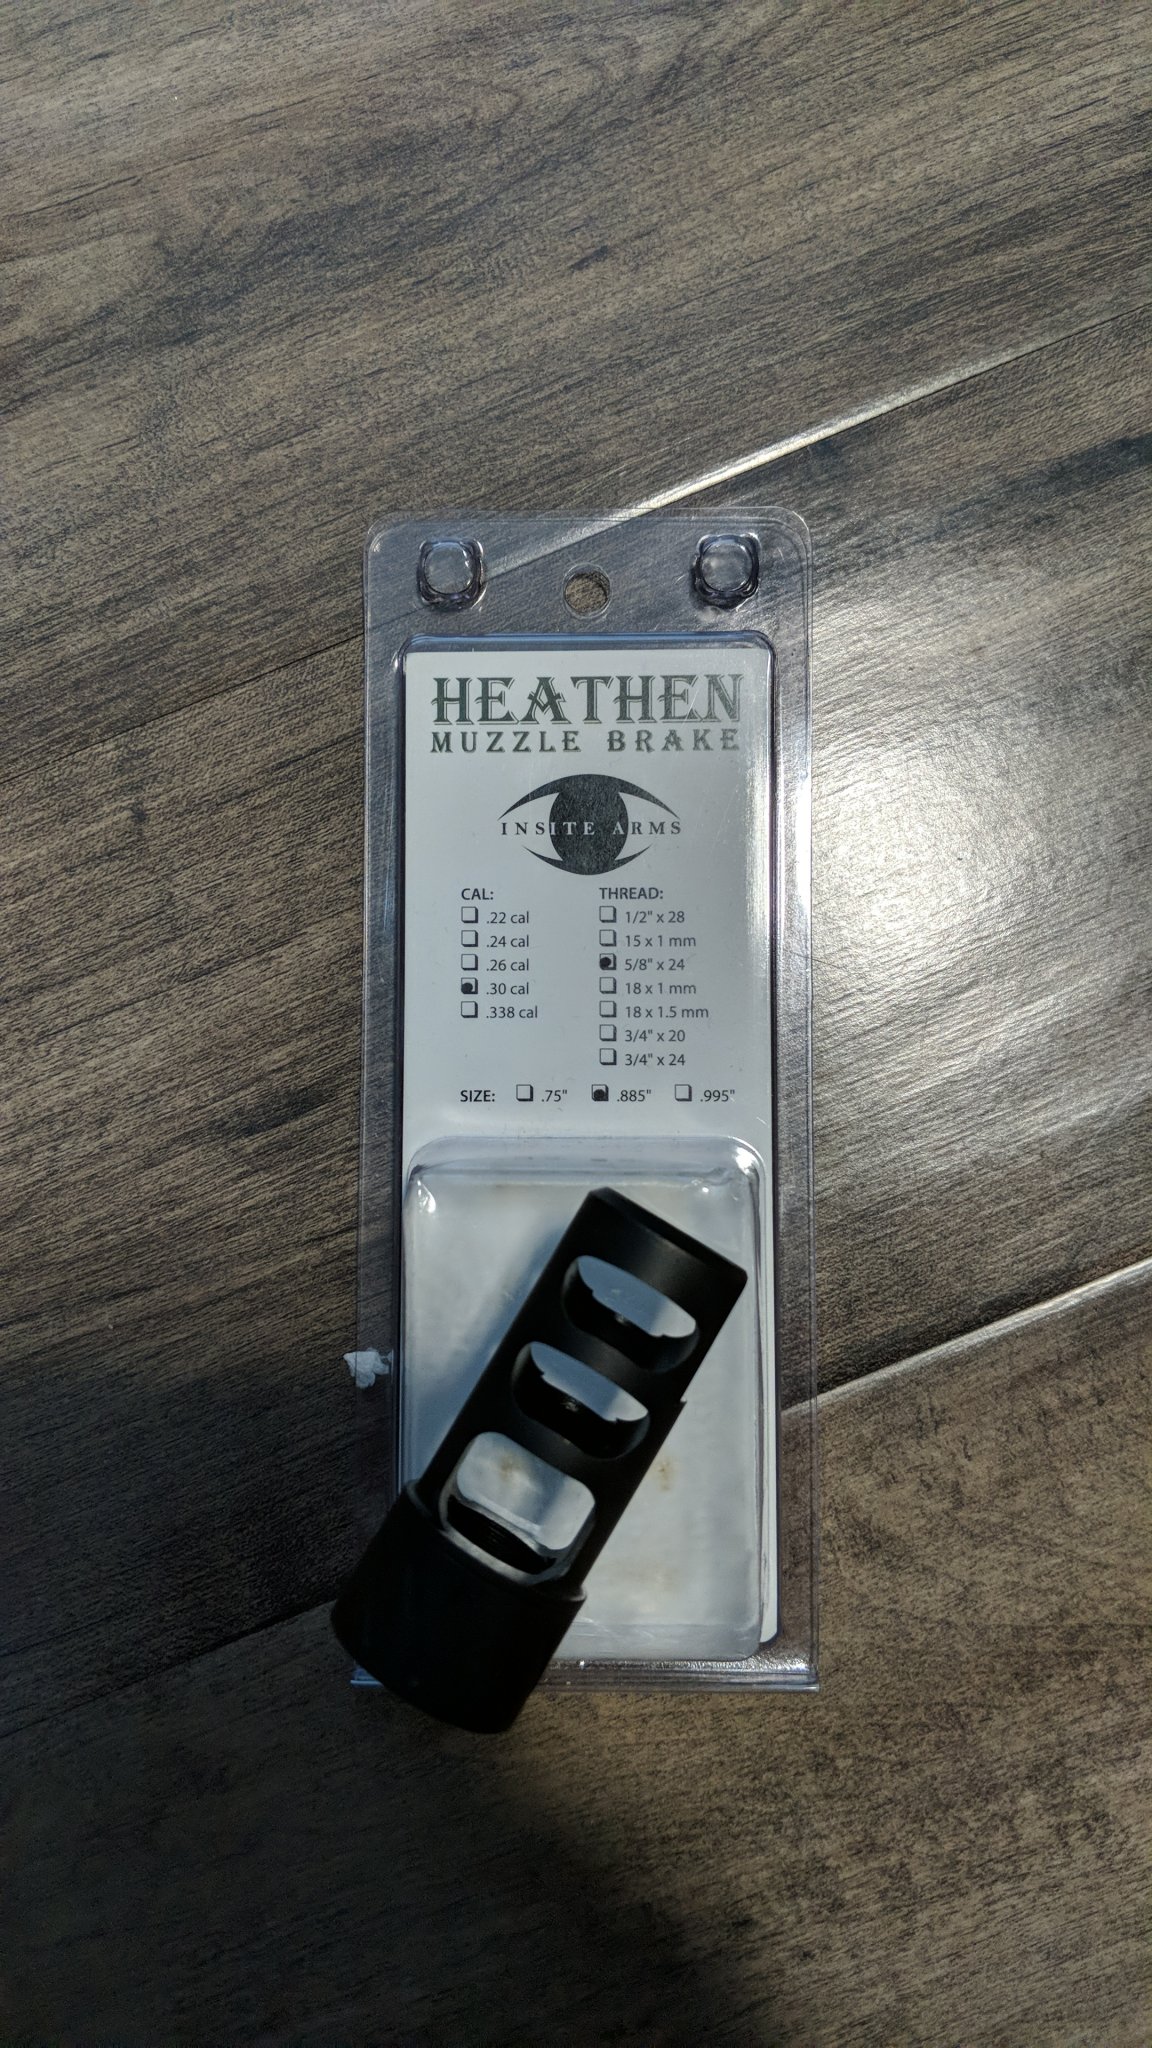 HEATHEN
MUZZLE BRAKE
INSITE ARMS
CAL:
.22 cal
.24 cal
.26 cal
.30 cal
.338 cal
THREAD:
1/2" x 28
15 x 1 mm
5/8" x 24
18 x 1 mm
18 x 1.5 mm
3/4" x 20
3/4" x 24
SIZE: .75" .885" .995"